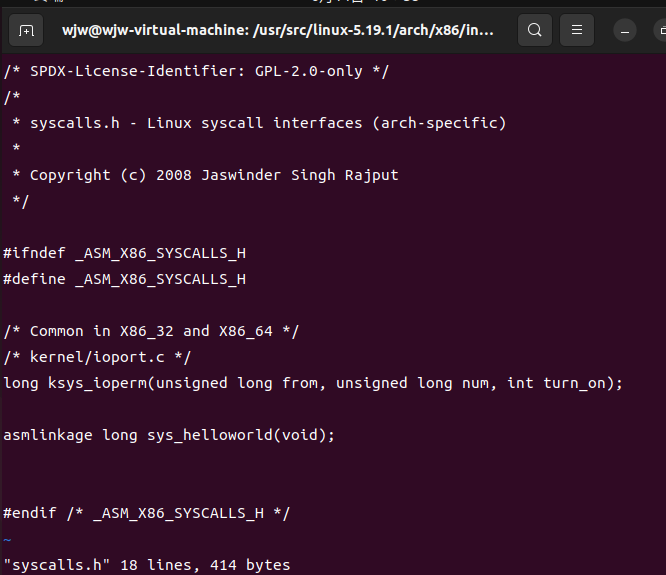 wjw@wjw-virtual-machine: /usr/src/linux-5.19.1/arch/x86/in...
/* SPDX-License-Identifier: GPL-2.0-only */
/*
 * syscalls.h - Linux syscall interfaces (arch-specific)
 *
 * Copyright (c) 2008 Jaswinder Singh Rajput
 */
#ifndef _ASM_X86_SYSCALLS_H
#define _ASM_X86_SYSCALLS_H
/* Common in X86_32 and X86_64 */
/* kernel/ioport.c */
long ksys_ioperm(unsigned long from, unsigned long num, int turn_on);
asmlinkage long sys_helloworld(void);
#endif /* _ASM_X86_SYSCALLS_H */
~
"syscalls.h" 18 lines, 414 bytes